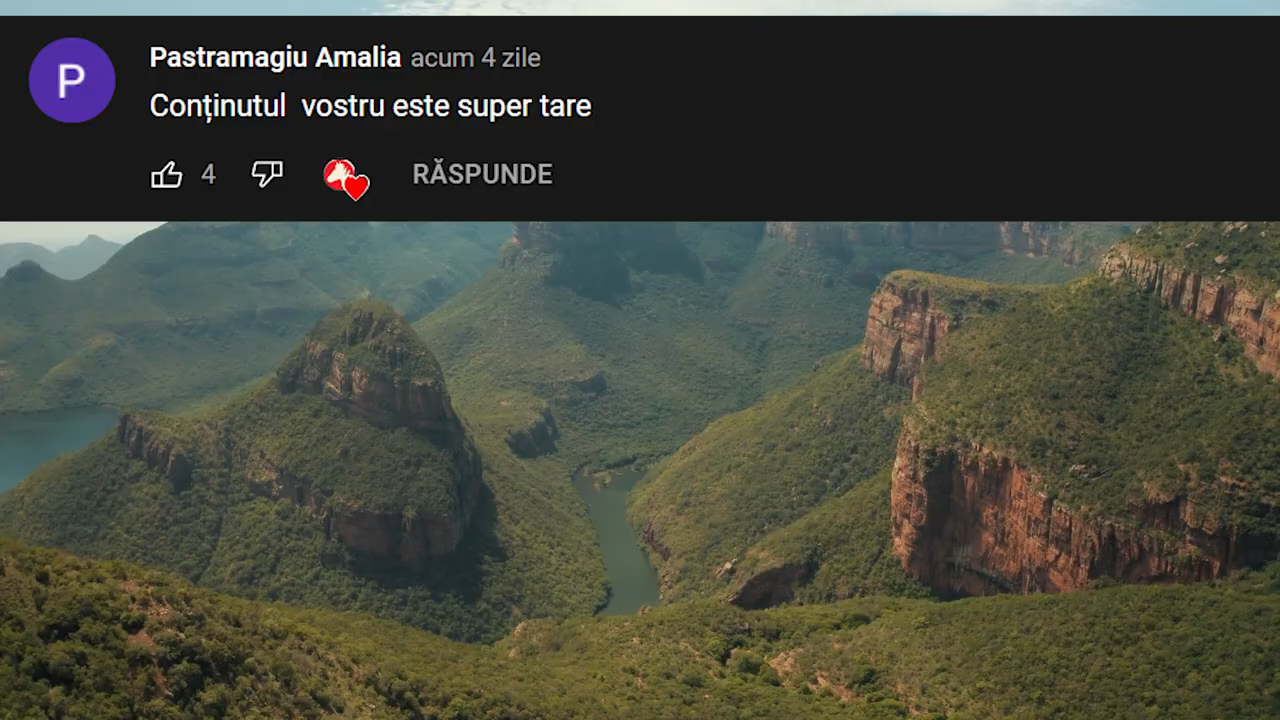 P
Pastramagiu Amalia acum 4 zile
Conținutul  vostru este super tare
4 RĂSPUNDE